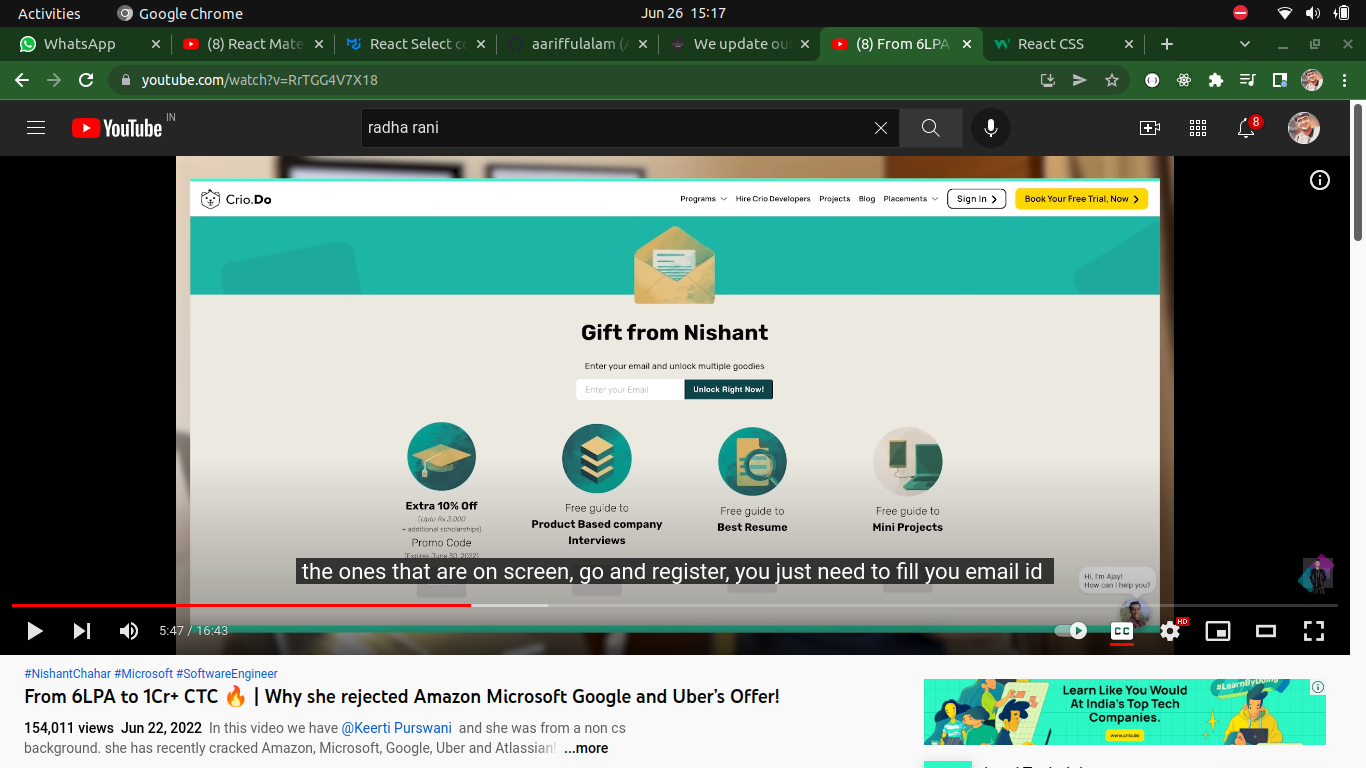 Activities
Google Chrome
Jun 26 15:17
WhatsApp
(8) React Mate
React Select co
aariffulalam (A
We update ou
(8) From 6LPA
React CSS
youtube.com/watch?v=RrTGG4V7X18
YouTube IN
radha rani
8
Crio.Do
Programs
Hire Crio Developers
Projects
Blog
Placements
Sign In
Book Your Free Trial, Now
Gift from Nishant
Enter your email and unlock multiple goodies
Enter your Email
Unlock Right Now!
Extra 10% Off
(Upto Rs 3,000
+ additional scholarships)
Promo Code
(Expires June 30, 2022)
Free guide to
Product Based company
Interviews
Free guide to
Best Resume
Free guide to
Mini Projects
the ones that are on screen, go and register, you just need to fill you email id
Hi, I'm Ajay!
How can I help you?
5:47 / 16:43
CC
HD
#NishantChahar #Microsoft #SoftwareEngineer
From 6LPA to 1Cr+ CTC 🔥 | Why she rejected Amazon Microsoft Google and Uber's Offer!
154,011 views Jun 22, 2022 In this video we have @Keerti Purswani and she was from a non cs
background. she has recently cracked Amazon, Microsoft, Google, Uber and Atlassian! ...more
Learn Like You Would
At India's Top Tech
Companies.
www.crio.do
#LearnByDoing